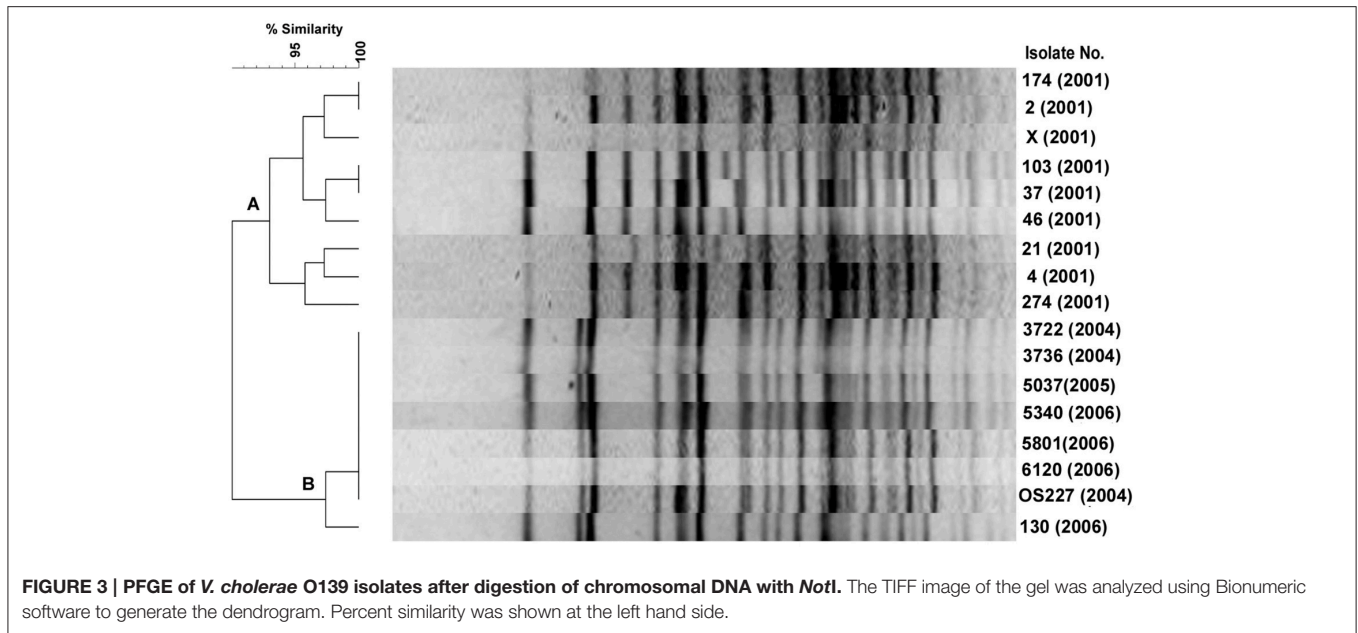 % Similarity
95
100
Isolate No.
174 (2001)
2 (2001)
X (2001)
103 (2001)
37 (2001)
46 (2001)
21 (2001)
4 (2001)
274 (2001)
3722 (2004)
3736 (2004)
5037(2005)
5340 (2006)
5801(2006)
6120 (2006)
OS227 (2004)
130 (2006)
A
B
FIGURE 3 | PFGE of V. cholerae O139 isolates after digestion of chromosomal DNA with NotI. The TIFF image of the gel was analyzed using Bionumeric
software to generate the dendrogram. Percent similarity was shown at the left hand side.